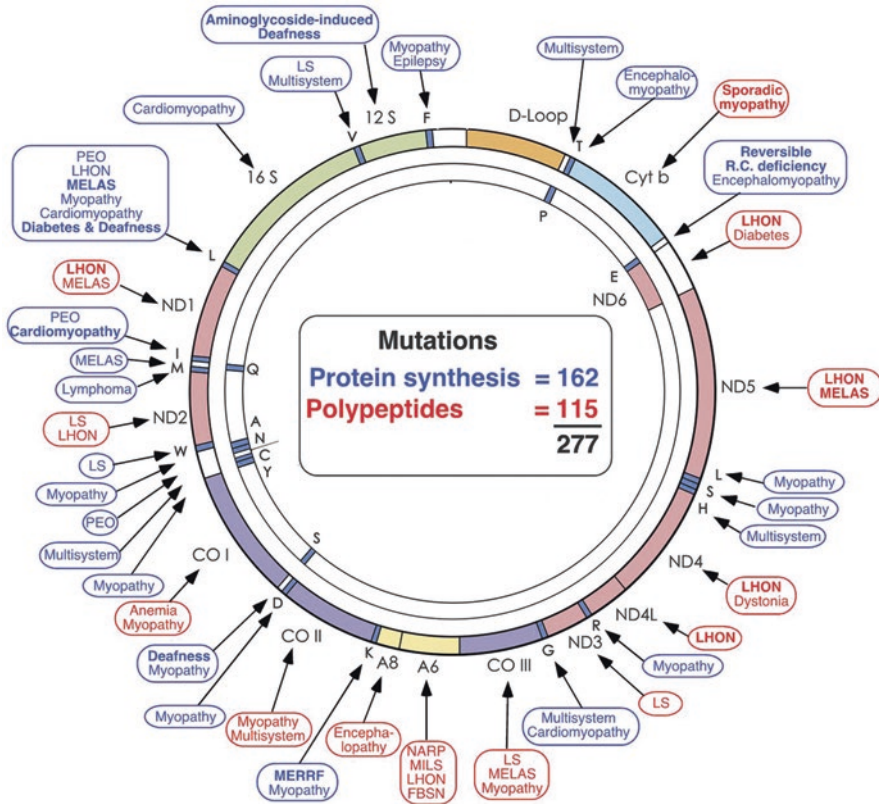 Aminoglycoside-induced
Deafness
Myopathy
Epilepsy
Multisystem
LS
Multisystem
Encephalo-
myopathy
Sporadic
myopathy
Cardiomyopathy
12 S
F
D-Loop
V
T
Cyt b
16 S
Reversible
R.C. deficiency
Encephalomyopathy
PEO
LHON
MELAS
Myopathy
Cardiomyopathy
Diabetes & Deafness
P
LHON
Diabetes
L
E
ND6
LHON
MELAS
ND1
Mutations
Protein synthesis = 162
Polypeptides = 115
277
PEO
Cardiomyopathy
I
MELAS
M
Q
Lymphoma
ND5
LHON
MELAS
LS
LHON
ND2
A
N
C
Y
W
LS
Myopathy
PEO
Multisystem
Myopathy
L
Myopathy
S
Myopathy
H
Multisystem
S
CO I
Anemia
Myopathy
ND4
LHON
Dystonia
D
Deafness
Myopathy
Myopathy
CO II
Myopathy
Multisystem
K
A8
A6
CO III
G
ND3
R
ND4L
LHON
Myopathy
LS
MERRF
Myopathy
Encepha-
lopathy
NARP
MILS
LHON
FBSN
LS
MELAS
Myopathy
Multisystem
Cardiomyopathy